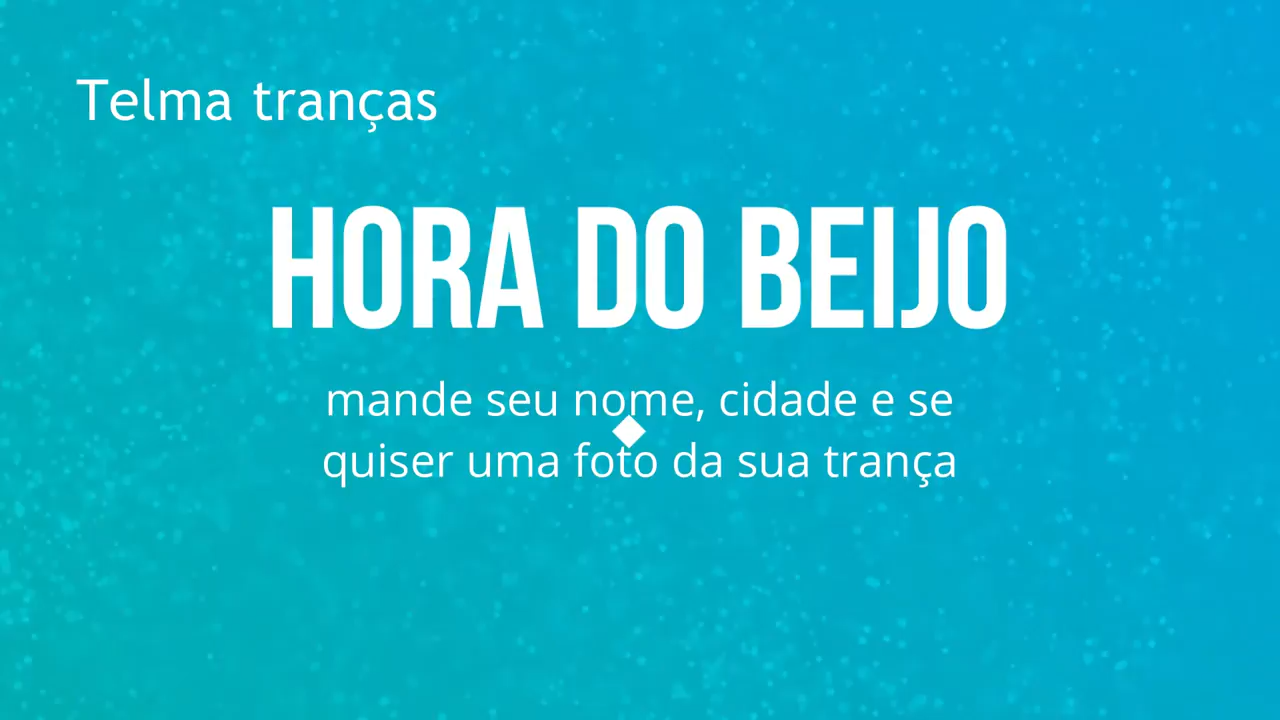 Telma tranças
HORA DO BEIJO
mande seu nome, cidade e se
quiser uma foto da sua trança